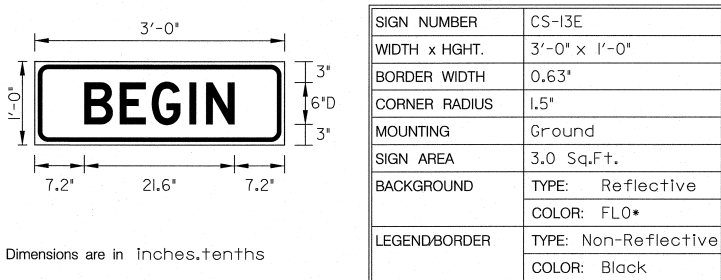 3'-0"
1'-0"
BEGIN
3"
6"D
3"
7.2" 21.6" 7.2"
Dimensions are in inches.tenths
SIGN NUMBER CS-13E
WIDTH x HGHT. 3'-0" x 1'-0"
BORDER WIDTH 0.63"
CORNER RADIUS 1.5"
MOUNTING Ground
SIGN AREA 3.0 Sq.Ft.
BACKGROUND TYPE: Reflective
COLOR: FLO*
LEGEND/BORDER TYPE: Non-Reflective
COLOR: Black